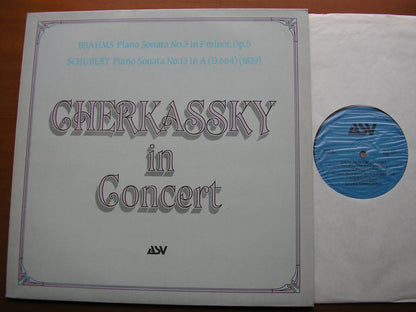 BRAHMS Piano Sonata No.3 in F minor, Op.5
SCHUBERT Piano Sonata No.13 in A (D.664) (1819)
CHERKASSKY
in
Concert
ASV
ASV